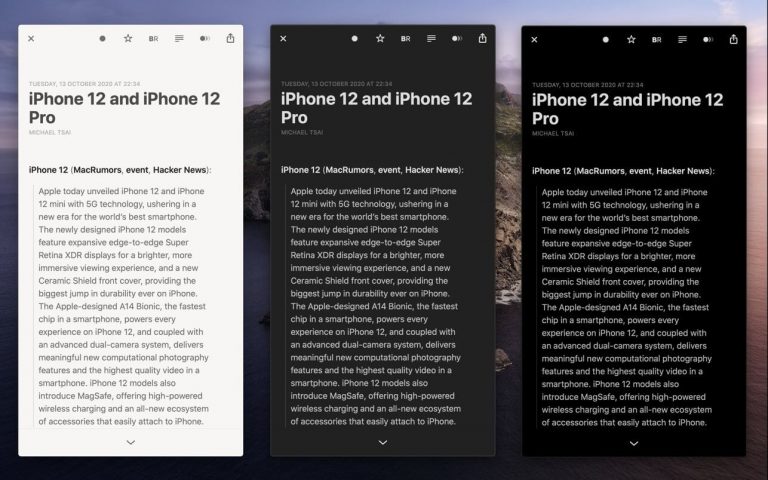 BR
TUESDAY, 13 OCTOBER 2020 AT 22:34
iPhone 12 and iPhone 12
Pro
MICHAEL TSAI
iPhone 12 (MacRumors, event, Hacker News):
Apple today unveiled iPhone 12 and iPhone
12 mini with 5G technology, ushering in a
new era for the world's best smartphone.
The newly designed iPhone 12 models
feature expansive edge-to-edge Super
Retina XDR displays for a brighter, more
immersive viewing experience, and a new
Ceramic Shield front cover, providing the
biggest jump in durability ever on iPhone.
The Apple-designed A14 Bionic, the fastest
chip in a smartphone, powers every
experience on iPhone 12, and coupled with
an advanced dual-camera system, delivers
meaningful new computational photography
features and the highest quality video in a
smartphone. iPhone 12 models also
introduce MagSafe, offering high-powered
wireless charging and an all-new ecosystem
of accessories that easily attach to iPhone.
BR
TUESDAY, 13 OCTOBER 2020 AT 22:34
iPhone 12 and iPhone 12
Pro
MICHAEL TSAI
iPhone 12 (MacRumors, event, Hacker News):
Apple today unveiled iPhone 12 and iPhone
12 mini with 5G technology, ushering in a
new era for the world's best smartphone.
The newly designed iPhone 12 models
feature expansive edge-to-edge Super
Retina XDR displays for a brighter, more
immersive viewing experience, and a new
Ceramic Shield front cover, providing the
biggest jump in durability ever on iPhone.
The Apple-designed A14 Bionic, the fastest
chip in a smartphone, powers every
experience on iPhone 12, and coupled with
an advanced dual-camera system, delivers
meaningful new computational photography
features and the highest quality video in a
smartphone. iPhone 12 models also
introduce MagSafe, offering high-powered
wireless charging and an all-new ecosystem
of accessories that easily attach to iPhone.
BR
TUESDAY, 13 OCTOBER 2020 AT 22:34
iPhone 12 and iPhone 12
Pro
MICHAEL TSAI
iPhone 12 (MacRumors, event, Hacker News):
Apple today unveiled iPhone 12 and iPhone
12 mini with 5G technology, ushering in a
new era for the world's best smartphone.
The newly designed iPhone 12 models
feature expansive edge-to-edge Super
Retina XDR displays for a brighter, more
immersive viewing experience, and a new
Ceramic Shield front cover, providing the
biggest jump in durability ever on iPhone.
The Apple-designed A14 Bionic, the fastest
chip in a smartphone, powers every
experience on iPhone 12, and coupled with
an advanced dual-camera system, delivers
meaningful new computational photography
features and the highest quality video in a
smartphone. iPhone 12 models also
introduce MagSafe, offering high-powered
wireless charging and an all-new ecosystem
of accessories that easily attach to iPhone.